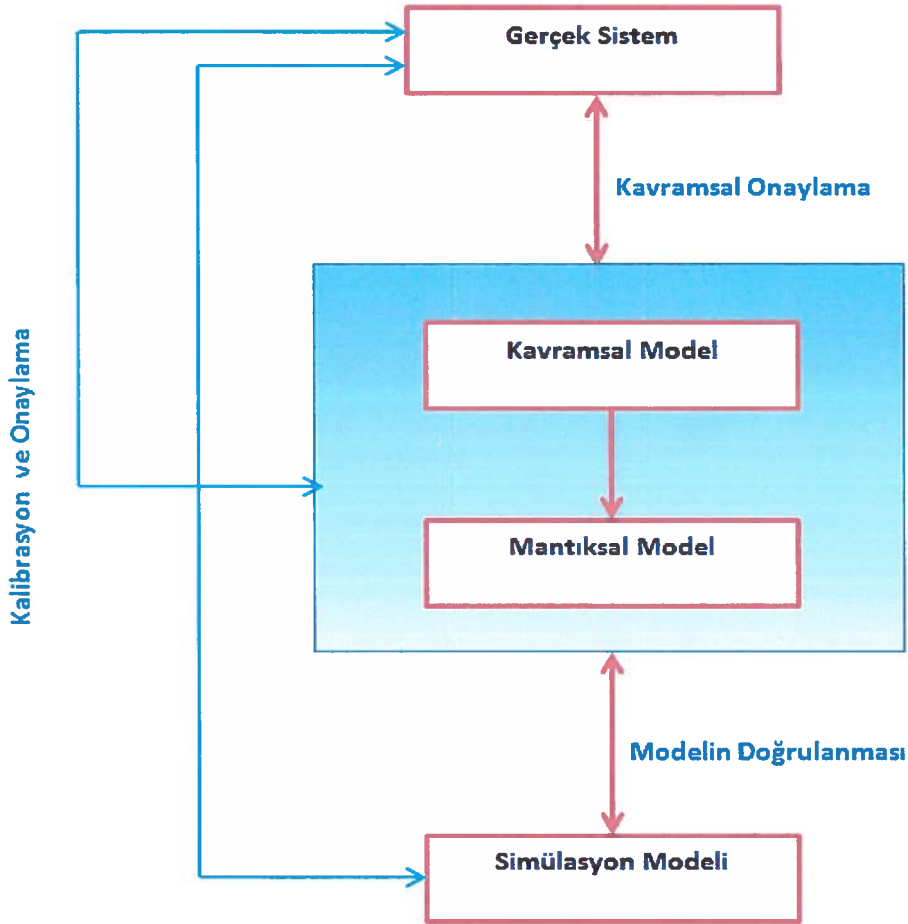 Gerçek Sistem
Kavramsal Onaylama
Kavramsal Model
Kalibrasyon ve Onaylama
Mantıksal Model
Modelin Doğrulanması
Simülasyon Modeli